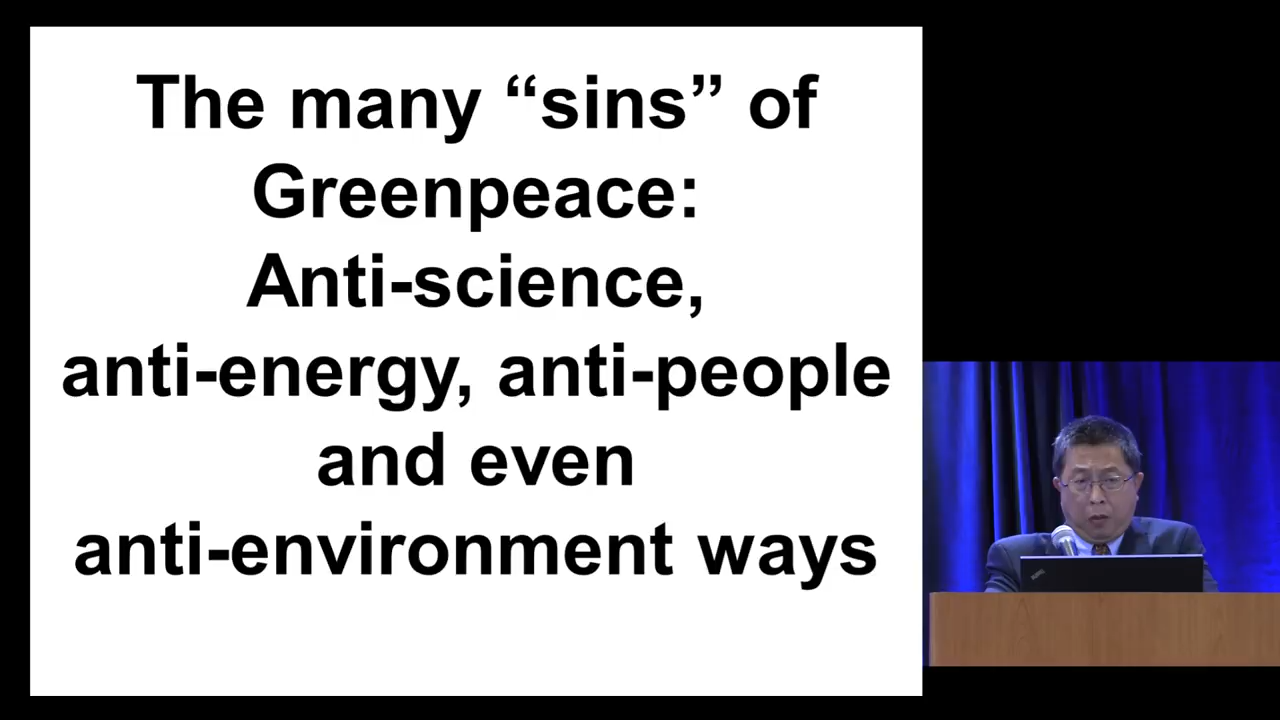 The many “sins” of
Greenpeace:
Anti-science,
anti-energy, anti-people
and even
anti-environment ways